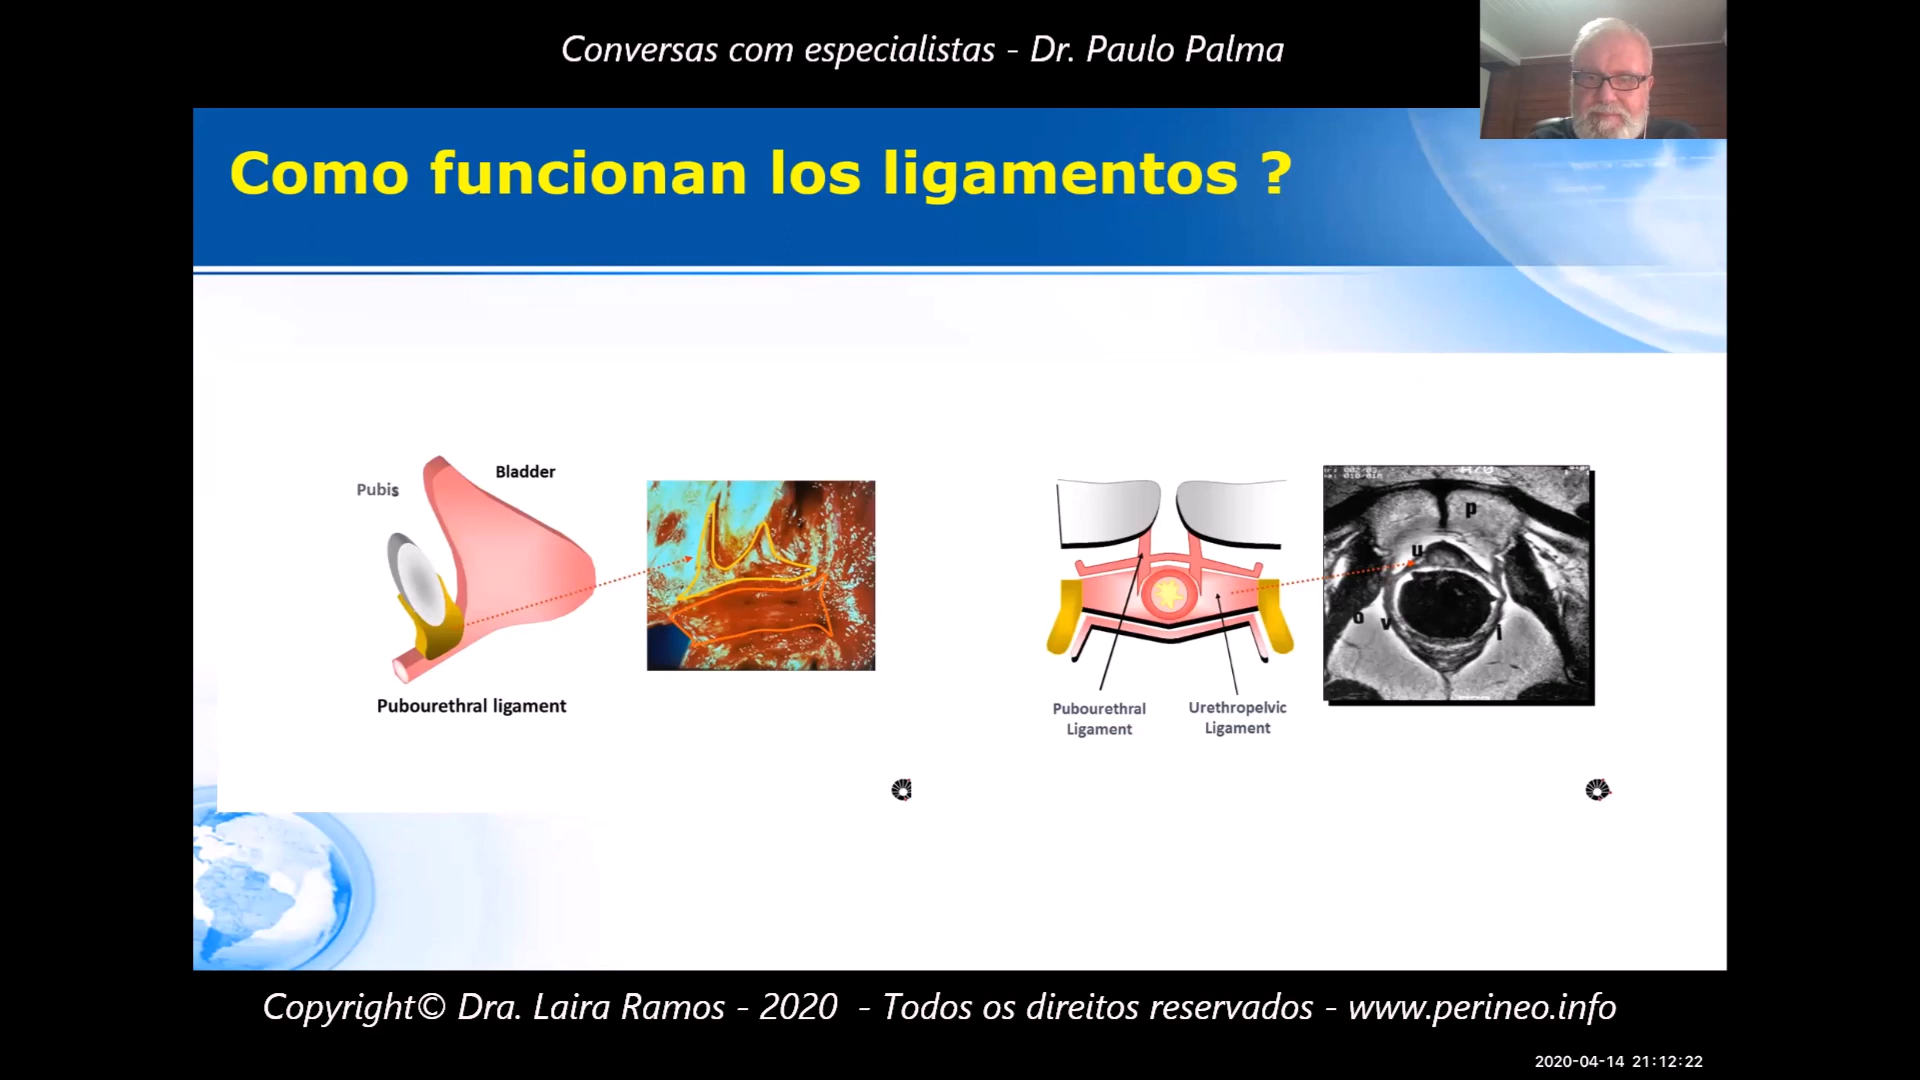 Conversas com especialistas - Dr. Paulo Palma
Como funcionan los ligamentos ?
Pubis
Bladder
Pubourethral ligament
Pubourethral
Ligament
Urethropelvic
Ligament
p
u
o
v
i
Copyright© Dra. Laira Ramos - 2020 - Todos os direitos reservados - www.perineo.info
2020-04-14 21:12:22